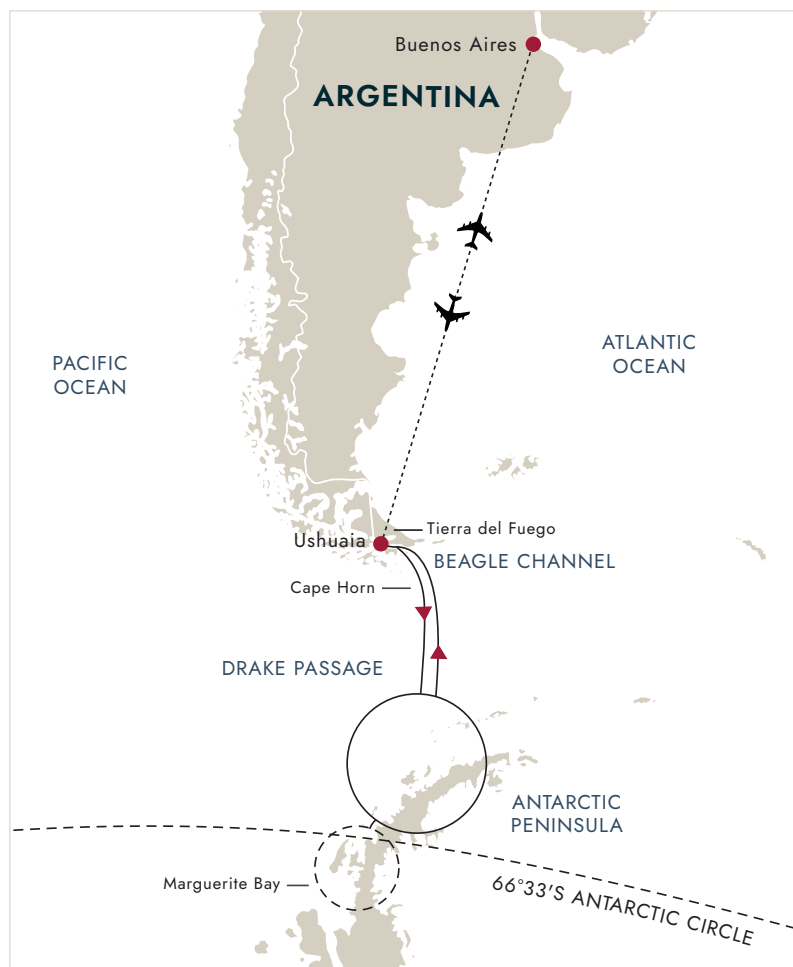 Buenos Aires
ARGENTINA
ATLANTIC
OCEAN
PACIFIC
OCEAN
Tierra del Fuego
Ushuaia
BEAGLE CHANNEL
Cape Horn
DRAKE PASSAGE
ANTARCTIC
PENINSULA
Marguerite Bay
66°33'S ANTARCTIC CIRCLE